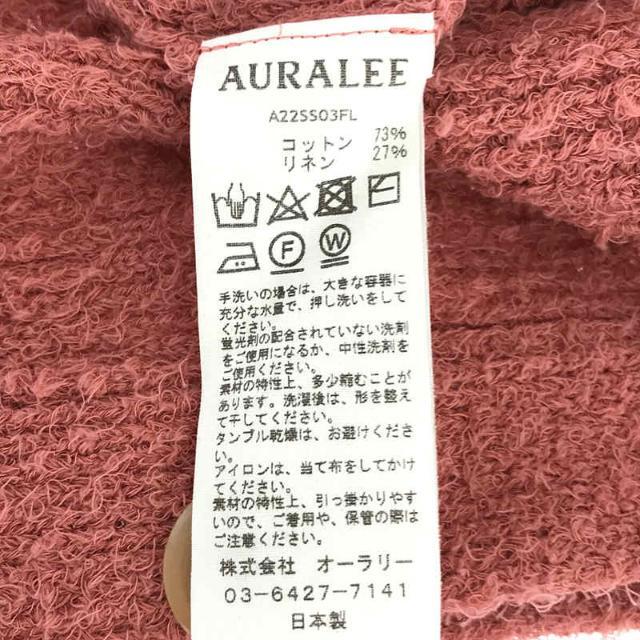 AURALEE
A22SS03FL
コットン 73%
リネン 27%
F W
手洗いの場合は、大きな容器に
充分な水量で、押し洗いをして
ください。
蛍光剤の配合されていない洗剤
をご使用になるか、中性洗剤を
ご使用ください。
素材の特性上、多少縮むことが
あります。洗濯後は、形を整え
て干してください。
タンブル乾燥は、お避けくださ
い。
アイロンは、当て布をしてかけ
てください。
素材の特性上、引っ掛かりやす
いので、ご着用や、保管の際は
ご注意ください。
株式会社 オーラリー
03-6427-7141
日本製